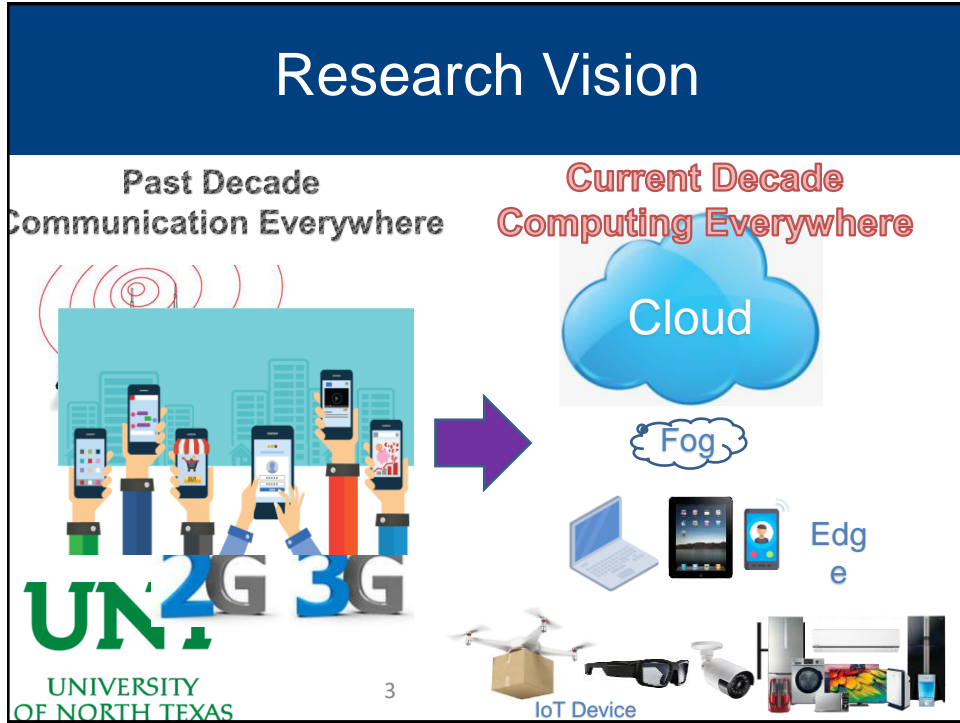 Research Vision
Past Decade
Communication Everywhere
Current Decade
Computing Everywhere
Cloud
Fog
Edg
e
2G 3G
UNT
UNIVERSITY
OF NORTH TEXAS
3
IoT Device